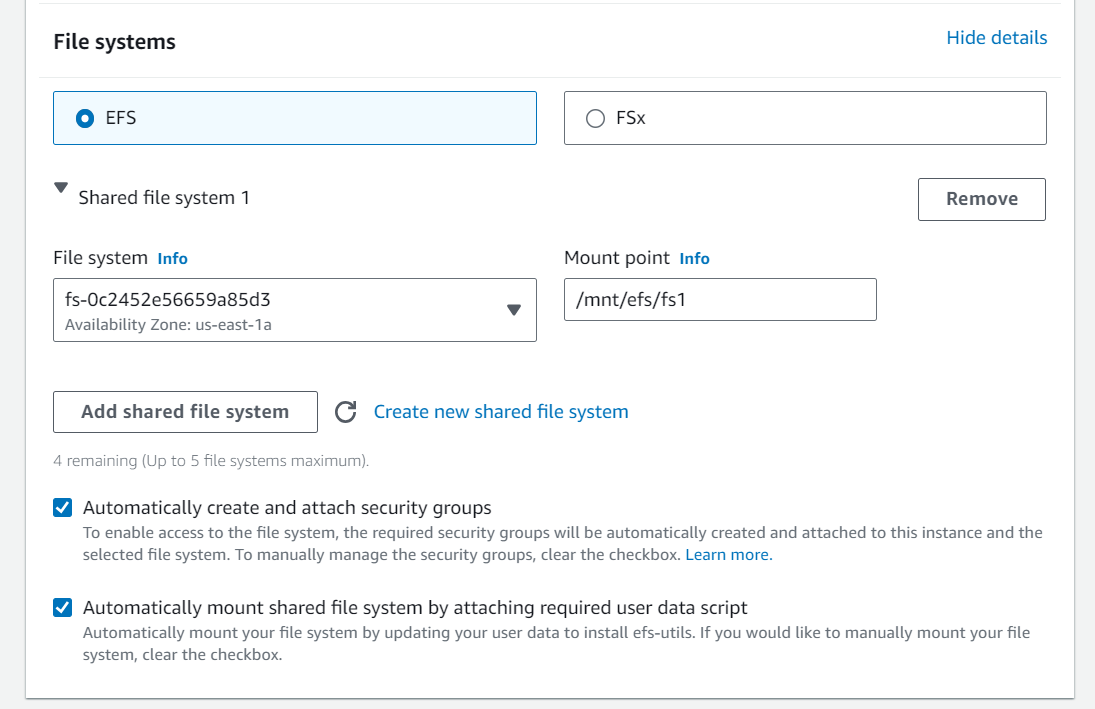 File systems
Hide details
EFS
FSx
Shared file system 1
Remove
File system Info
Mount point Info
fs-0c2452e56659a85d3
Availability Zone: us-east-1a
/mnt/efs/fs1
Add shared file system
Create new shared file system
4 remaining (Up to 5 file systems maximum).
Automatically create and attach security groups
To enable access to the file system, the required security groups will be automatically created and attached to this instance and the
selected file system. To manually manage the security groups, clear the checkbox. Learn more.
Automatically mount shared file system by attaching required user data script
Automatically mount your file system by updating your user data to install efs-utils. If you would like to manually mount your file
system, clear the checkbox.